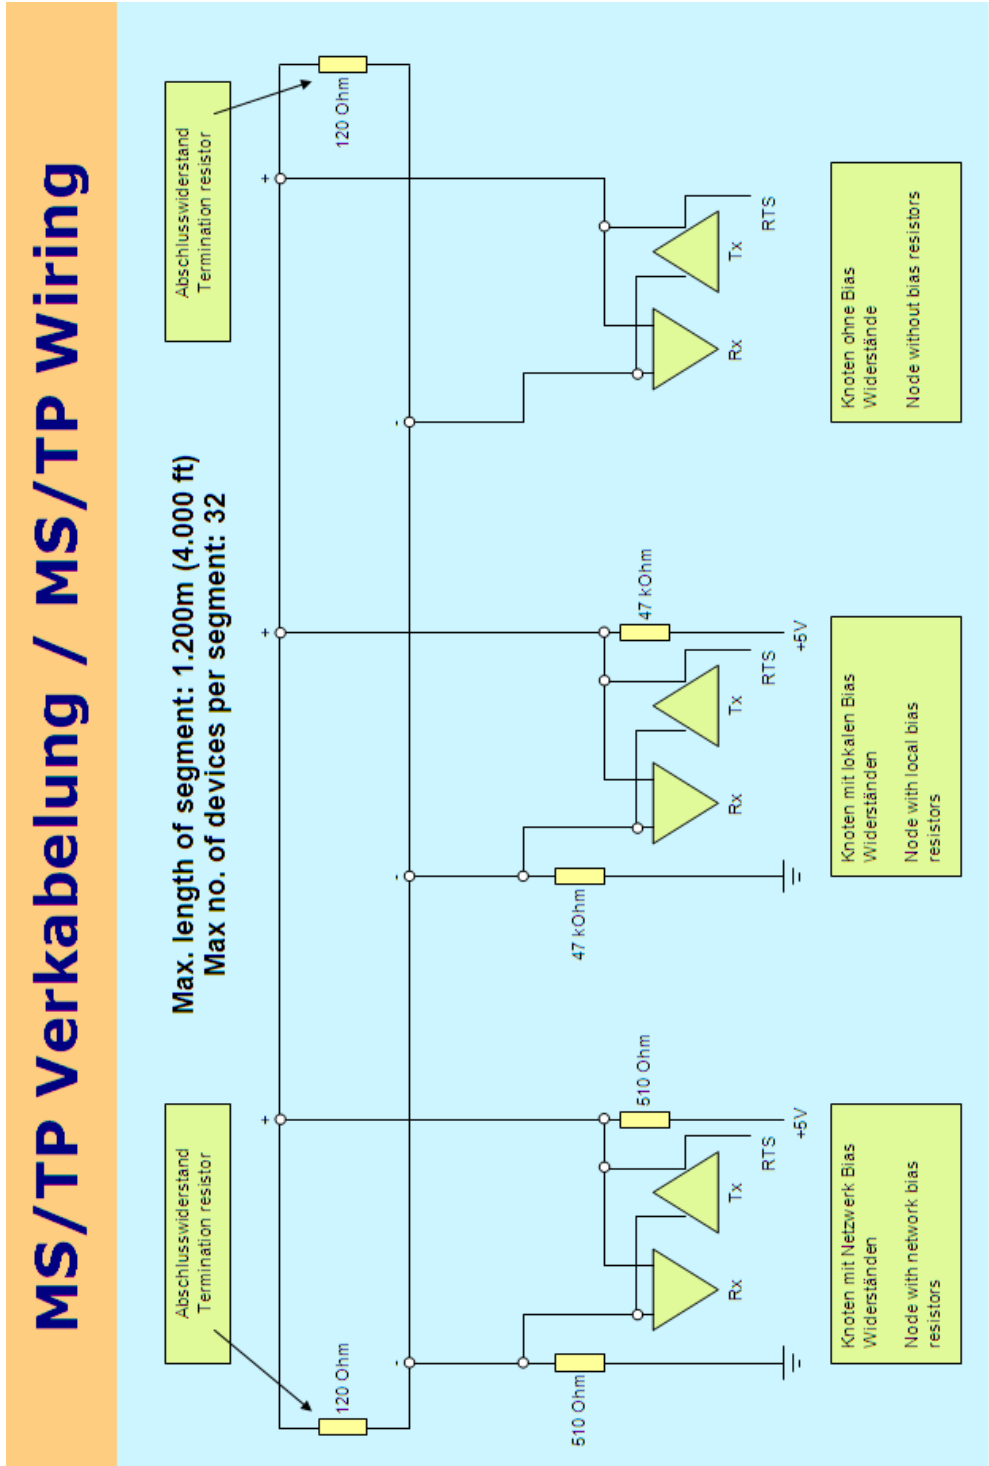 MS/TP Verkabelung / MS/TP Wiring
Abschlusswiderstand
Termination resistor
Max. length of segment: 1.200m (4.000 ft)
Max no. of devices per segment: 32
Abschlusswiderstand
Termination resistor
120 Ohm
120 Ohm
+
+
+
-
-
-
510 Ohm
510 Ohm
47 kOhm
47 kOhm
Rx
Tx
RTS
+5V
Rx
Tx
RTS
+5V
Rx
Tx
RTS
Knoten mit Netzwerk Bias
Widerständen
Node with network bias
resistors
Knoten mit lokalen Bias
Widerständen
Node with local bias
resistors
Knoten ohne Bias
Widerstände
Node without bias resistors